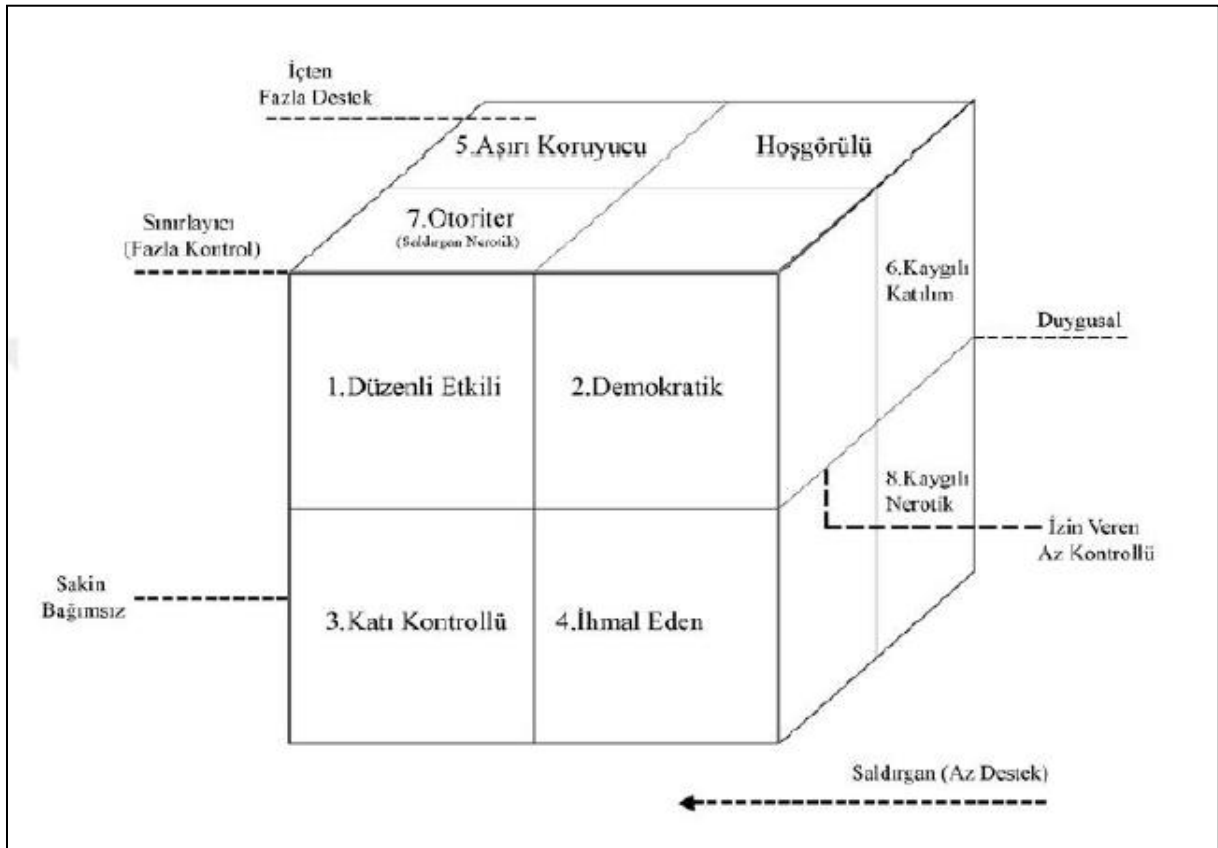 İçten
Fazla Destek
5.Aşırı Koruyucu
Hoşgörülü
7.Otoriter
(Saldırgan Nerotik)
Sınırlayıcı
(Fazla Kontrol)
6.Kaygılı
Katılım
Duygusal
1.Düzenli Etkili
2.Demokratik
8.Kaygılı
Nerotik
İzin Veren
Az Kontrollü
Sakin
Bağımsız
3.Katı Kontrollü
4.İhmal Eden
Saldırgan (Az Destek)